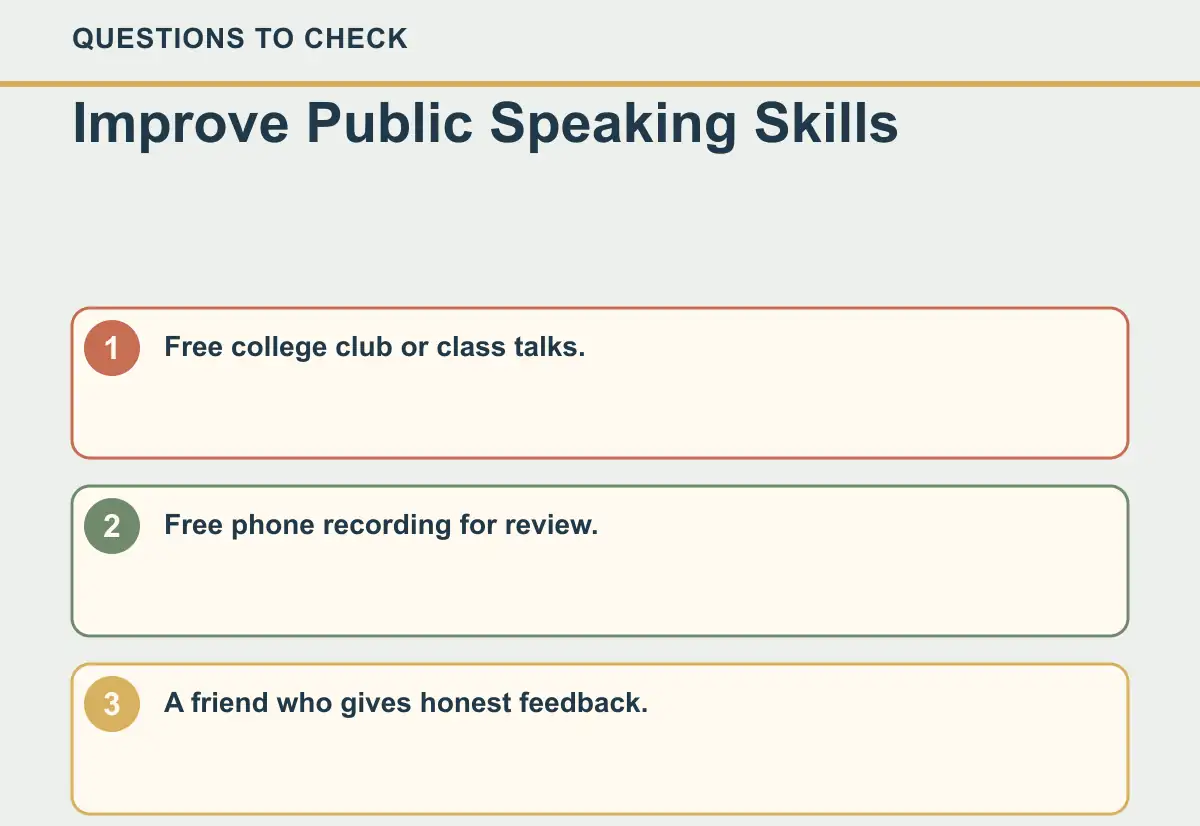 QUESTIONS TO CHECK
Improve Public Speaking Skills
1
Free college club or class talks.
2
Free phone recording for review.
3
A friend who gives honest feedback.